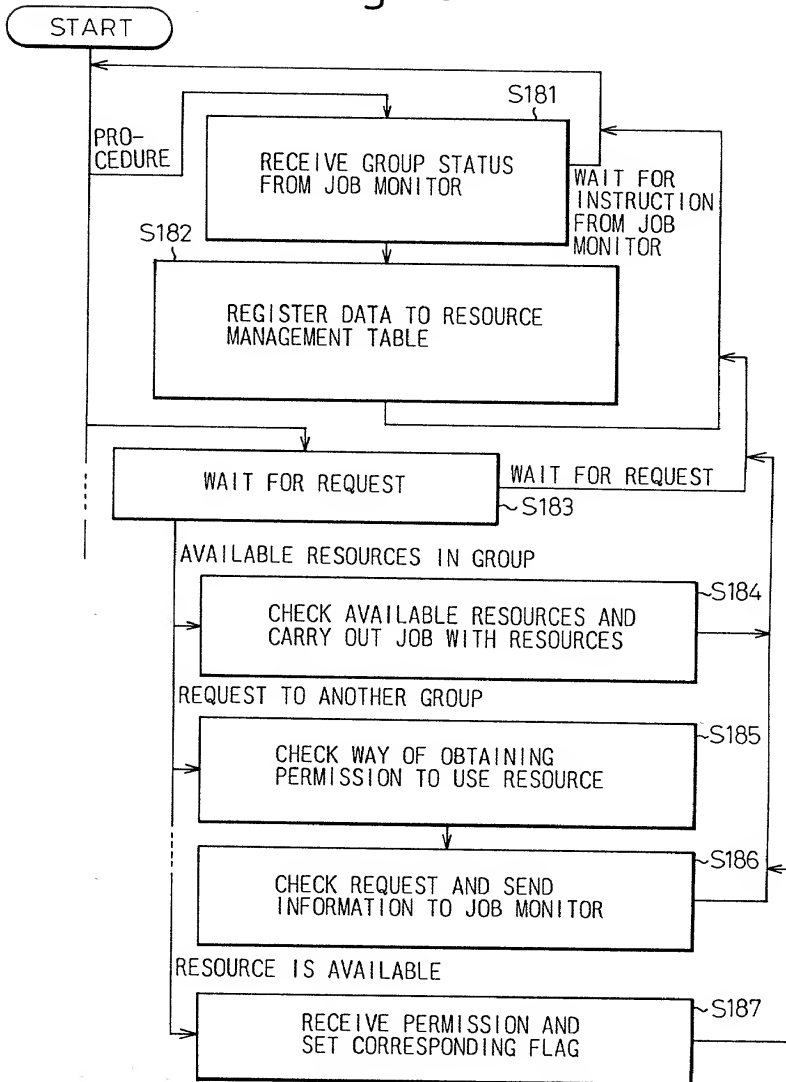 START
PRO-
CEDURE
S181
RECEIVE GROUP STATUS
FROM JOB MONITOR
WAIT FOR
INSTRUCTION
FROM JOB
MONITOR
S182
REGISTER DATA TO RESOURCE
MANAGEMENT TABLE
WAIT FOR REQUEST
WAIT FOR REQUEST
S183
AVAILABLE RESOURCES IN GROUP
S184
CHECK AVAILABLE RESOURCES AND
CARRY OUT JOB WITH RESOURCES
REQUEST TO ANOTHER GROUP
S185
CHECK WAY OF OBTAINING
PERMISSION TO USE RESOURCE
S186
CHECK REQUEST AND SEND
INFORMATION TO JOB MONITOR
RESOURCE IS AVAILABLE
S187
RECEIVE PERMISSION AND
SET CORRESPONDING FLAG